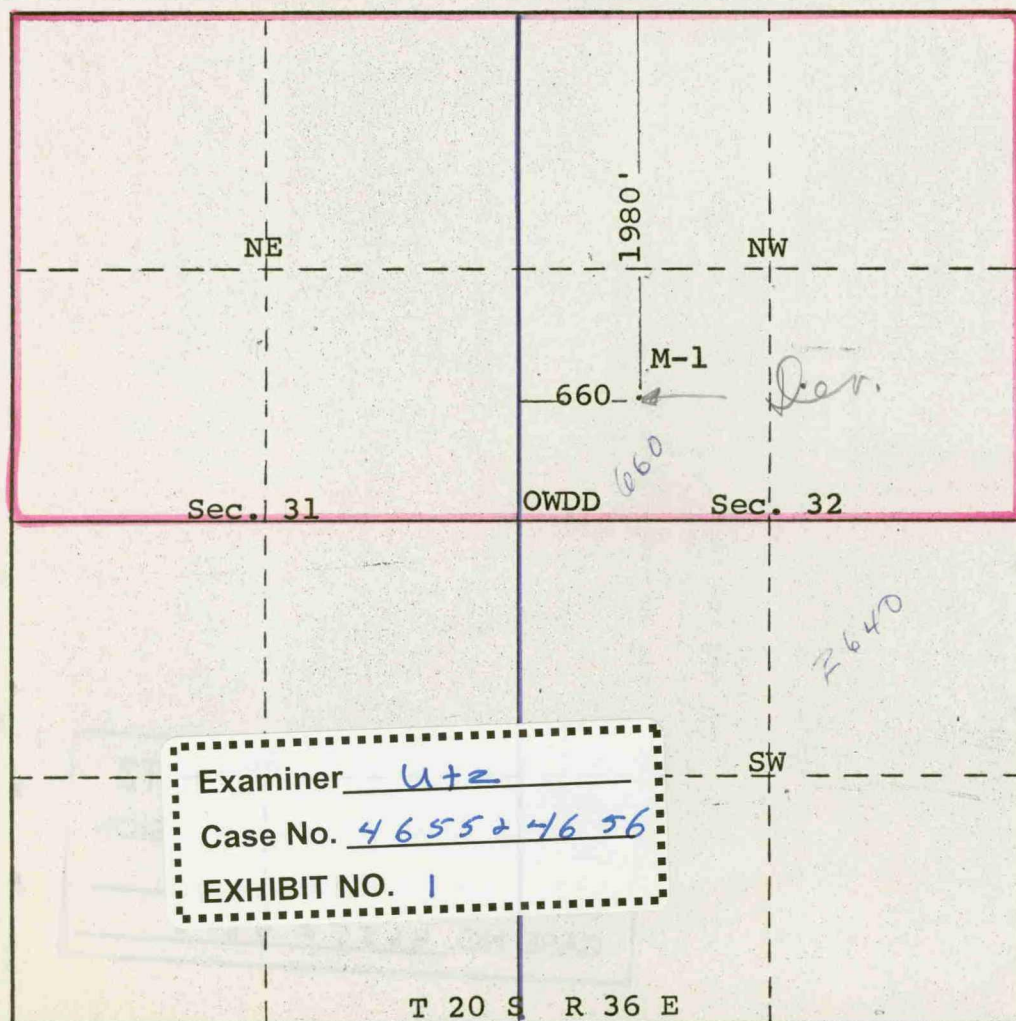 1980'
NE
NW
M-1
660
Dev.
660
Sec. 31
OWDD
Sec. 32
2640
SW
Examiner Utz
Case No. 4655 & 4656
EXHIBIT NO. 1
T 20 S R 36 E